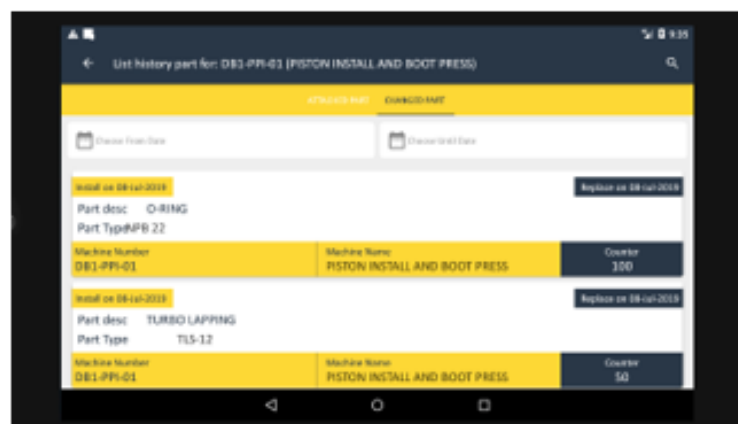 9:35
List history part for: DB1-PPI-01 (PISTON INSTALL AND BOOT PRESS)
ATTACHED PART CHANGED PART
Choose From Date Choose Until Date
Install on 08-Jul-2019 Replace on 08-Jul-2019
Part desc O-RING
Part Type APB 22
Machine Number Machine Name Counter
DB1-PPI-01 PISTON INSTALL AND BOOT PRESS 100
Install on 08-Jul-2019 Replace on 08-Jul-2019
Part desc TURBO LAPPING
Part Type TLS-12
Machine Number Machine Name Counter
DB1-PPI-01 PISTON INSTALL AND BOOT PRESS 50